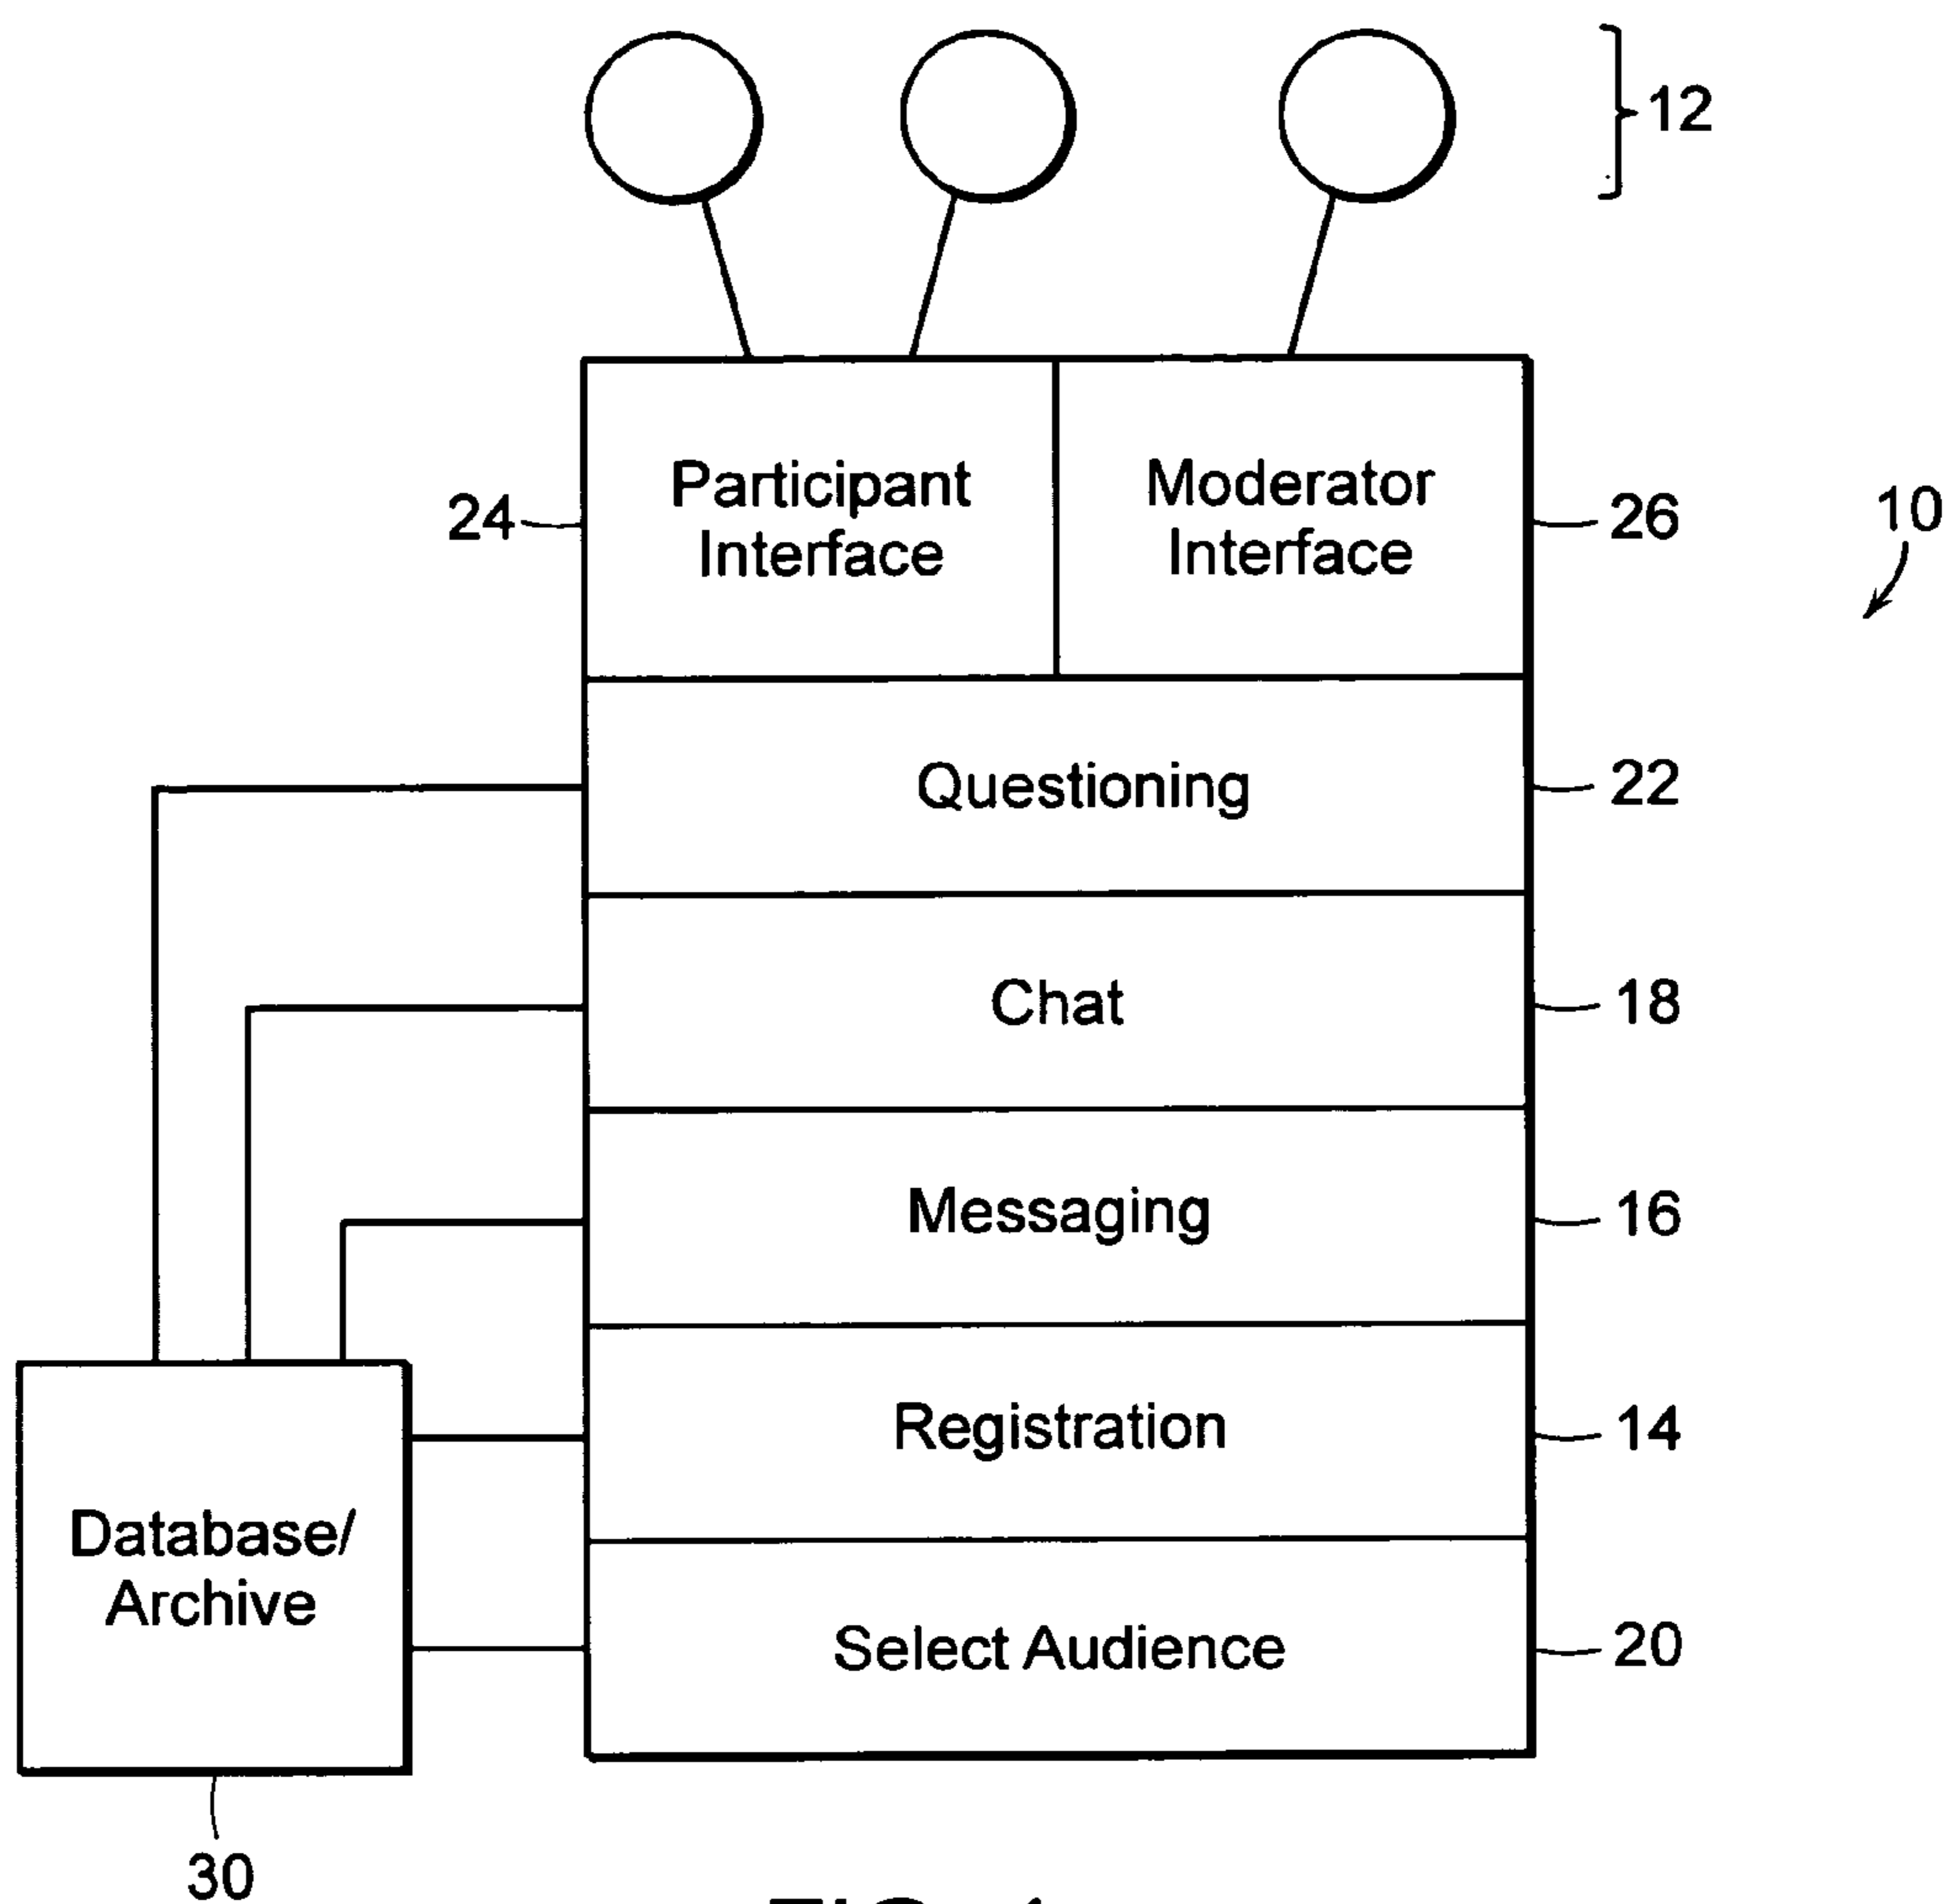 12
Participant
Interface
Moderator
Interface
24
26
10
Questioning
22
Chat
18
Messaging
16
Registration
14
Database/
Archive
Select Audience
20
30